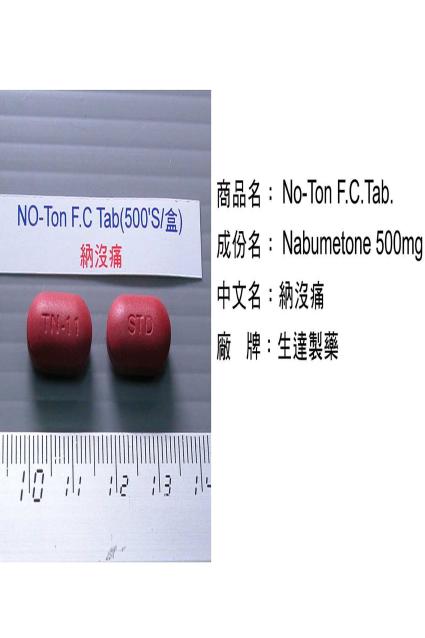 NO-Ton F.C Tab(500'S/盒)
納沒痛
TN-11 STD
10 11 12 13 14
商品名： No-Ton F.C.Tab.
成份名： Nabumetone 500mg
中文名：納沒痛
廠 牌：生達製藥